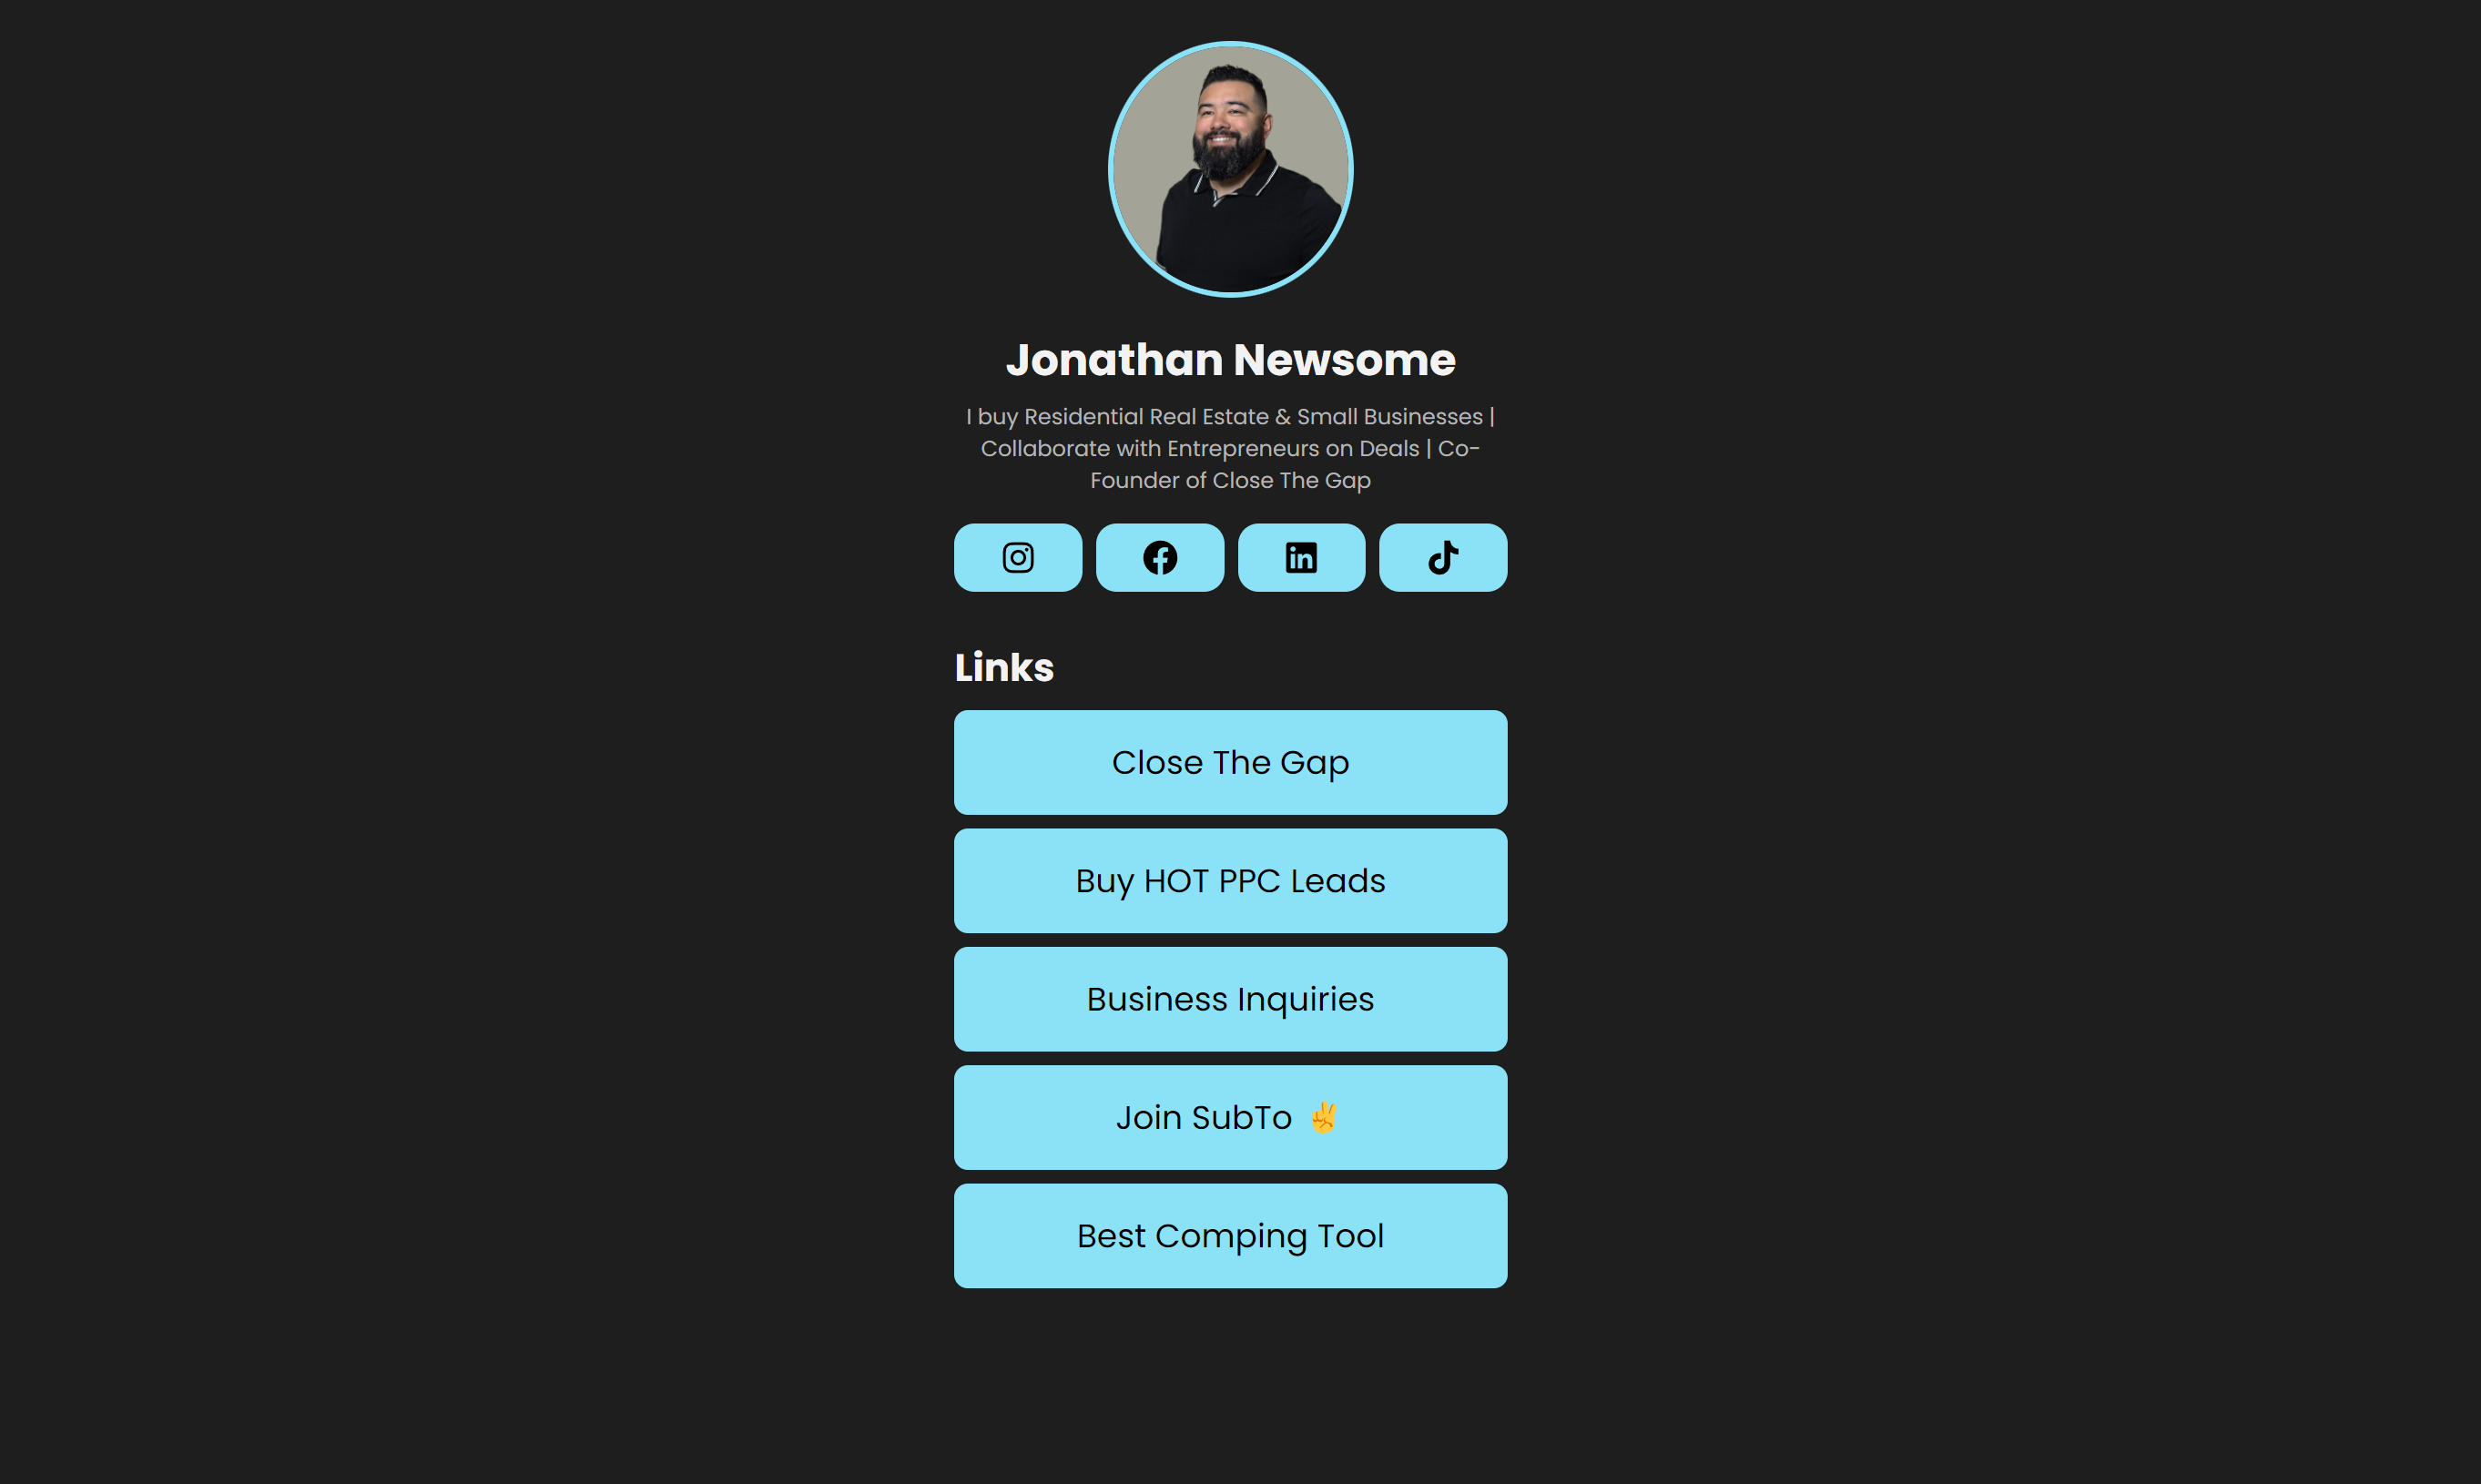 Jonathan Newsome
I buy Residential Real Estate & Small Businesses |
Collaborate with Entrepreneurs on Deals | Co-
Founder of Close The Gap
Links
Close The Gap
Buy HOT PPC Leads
Business Inquiries
Join SubTo ✌️
Best Comping Tool